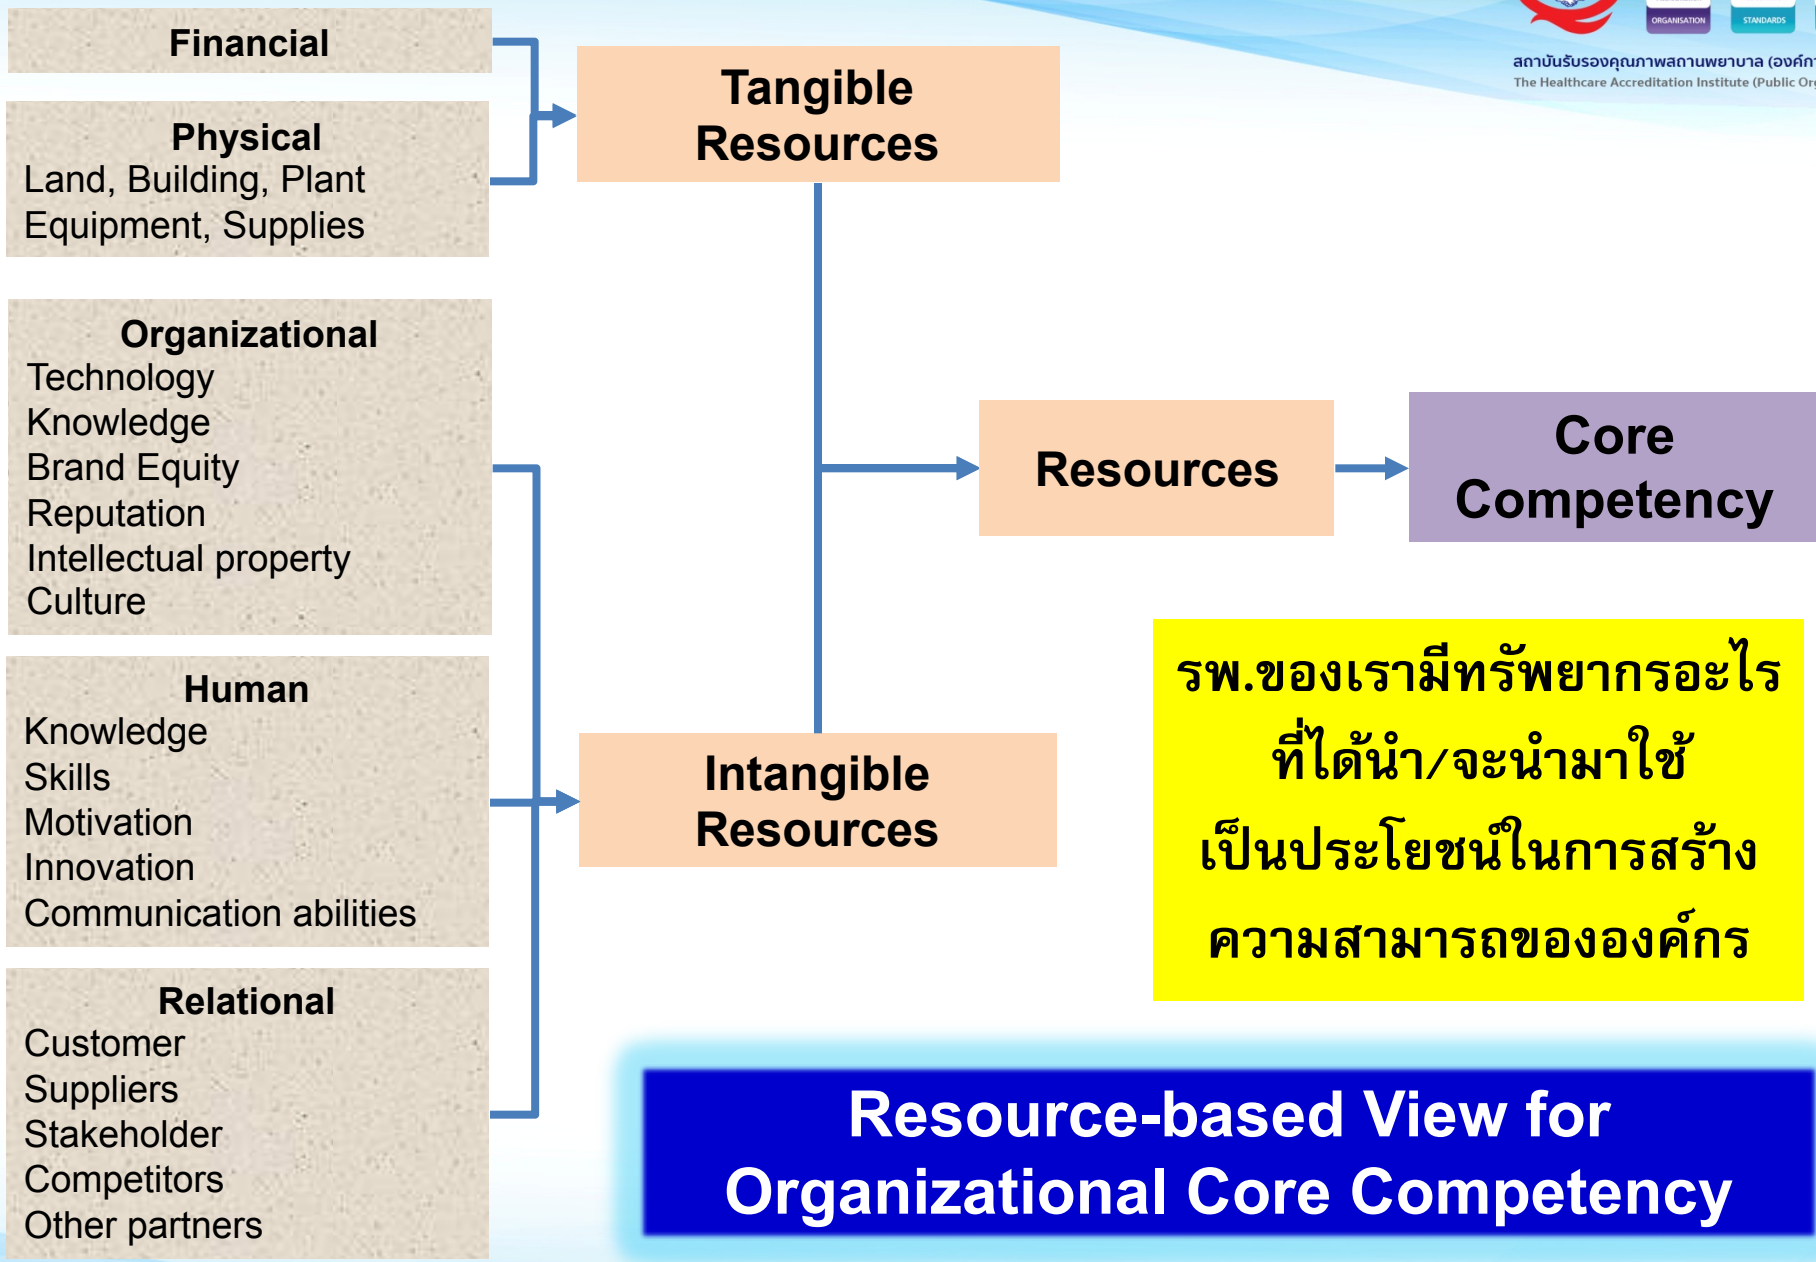 Financial
Physical
Land, Building, Plant
Equipment, Supplies
Organizational
Technology
Knowledge
Brand Equity
Reputation
Intellectual property
Culture
Human
Knowledge
Skills
Motivation
Innovation
Communication abilities
Relational
Customer
Suppliers
Stakeholder
Competitors
Other partners
Tangible
Resources
Intangible
Resources
Resources
Core
Competency
ORGANISATION
STANDARDS
สถาบันรับรองคุณภาพสถานพยาบาล
The Healthcare Accreditation Institute (Public
รพ.ของเรามีทรัพยากรอะไร
ที่ได้นำ/จะนำมาใช้
เป็นประโยชน์ในการสร้าง
ความสามารถขององค์กร
Resource-based View for
Organizational Core Competency